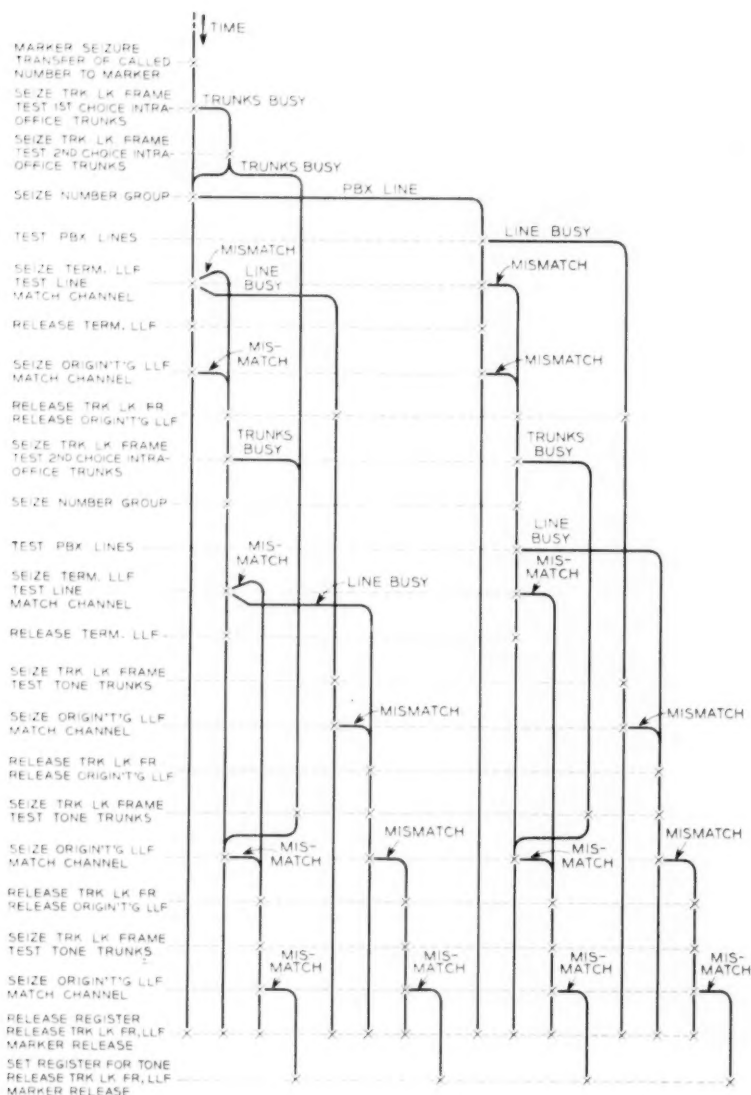 TIME
MARKER SEIZURE
TRANSFER OF CALLED
NUMBER TO MARKER
SEIZE TRK LK FRAME
TEST 1ST CHOICE INTRA-
OFFICE TRUNKS
TRUNKS BUSY
SEIZE TRK LK FRAME
TEST 2ND CHOICE INTRA-
OFFICE TRUNKS
TRUNKS BUSY
SEIZE NUMBER GROUP
PBX LINE
TEST PBX LINES
LINE BUSY
SEIZE TERM. LLF
TEST LINE
MATCH CHANNEL
MISMATCH
LINE
BUSY
MISMATCH
RELEASE TERM. LLF
SEIZE ORIGIN'T'G LLF
MATCH CHANNEL
MIS-
MATCH
MISMATCH
RELEASE TRK LK FR
RELEASE ORIGIN'T'G LLF
SEIZE TRK LK FRAME
TEST 2ND CHOICE INTRA-
OFFICE TRUNKS
TRUNKS
BUSY
TRUNKS
BUSY
SEIZE NUMBER GROUP
TEST PBX LINES
LINE
BUSY
SEIZE TERM. LLF
TEST LINE
MATCH CHANNEL
MIS-
MATCH
LINE BUSY
MIS-
MATCH
RELEASE TERM. LLF
SEIZE TRK LK FRAME
TEST TONE TRUNKS
SEIZE ORIGIN'T'G LLF
MATCH CHANNEL
MISMATCH
MISMATCH
RELEASE TRK LK FR
RELEASE ORIGIN'T'G LLF
SEIZE TRK LK FRAME
TEST TONE TRUNKS
SEIZE ORIGIN'T'G LLF
MATCH CHANNEL
MIS-
MATCH
MISMATCH
MIS-
MATCH
MISMATCH
RELEASE TRK LK FR
RELEASE ORIGIN'T'G LLF
SEIZE TRK LK FRAME
TEST TONE TRUNKS
SEIZE ORIGIN'T'G LLF
MATCH CHANNEL
MIS-
MATCH
MIS-
MATCH
MIS-
MATCH
MIS-
MATCH
RELEASE REGISTER
RELEASE TRK LK FR, LLF
MARKER RELEASE
SET REGISTER FOR TONE
RELEASE TRK LK FR, LLF
MARKER RELEASE